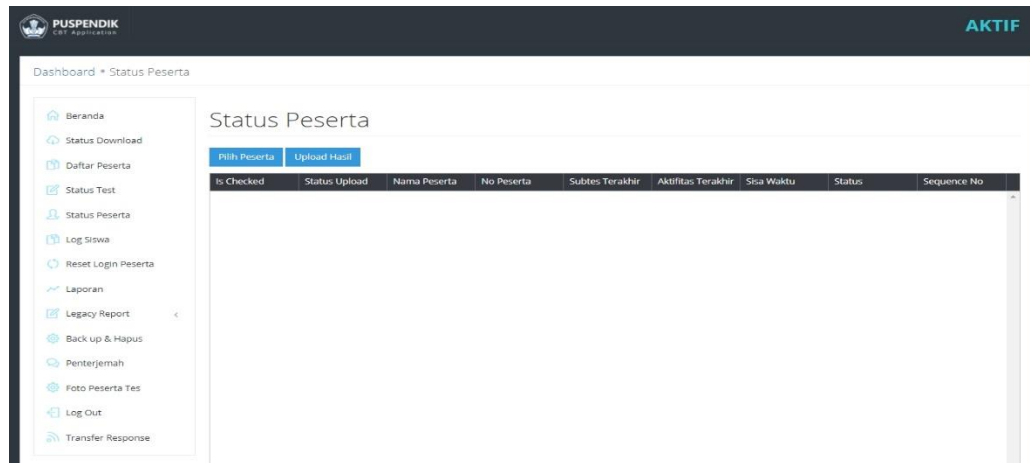 PUSPENDIK
CBT Application
AKTIF
Dashboard * Status Peserta
Beranda
Status Download
Daftar Peserta
Status Test
Status Peserta
Log Siswa
Reset Login Peserta
Laporan
Legacy Report <
Back up & Hapus
Penterjemah
Foto Peserta Tes
Log Out
Transfer Response
Status Peserta
Pilih Peserta Upload Hasil
Is Checked Status Upload Nama Peserta No Peserta Subtes Terakhir Aktifitas Terakhir Sisa Waktu Status Sequence No